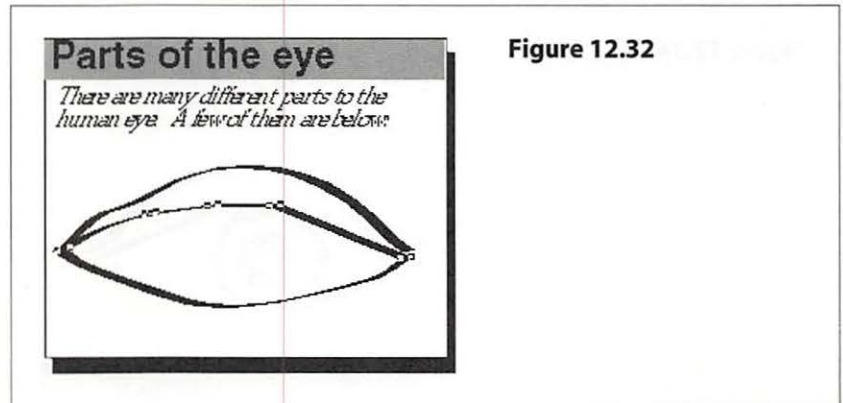 Parts of the eye
There are many different parts to the
human eye. A few of them are below:
Figure 12.32